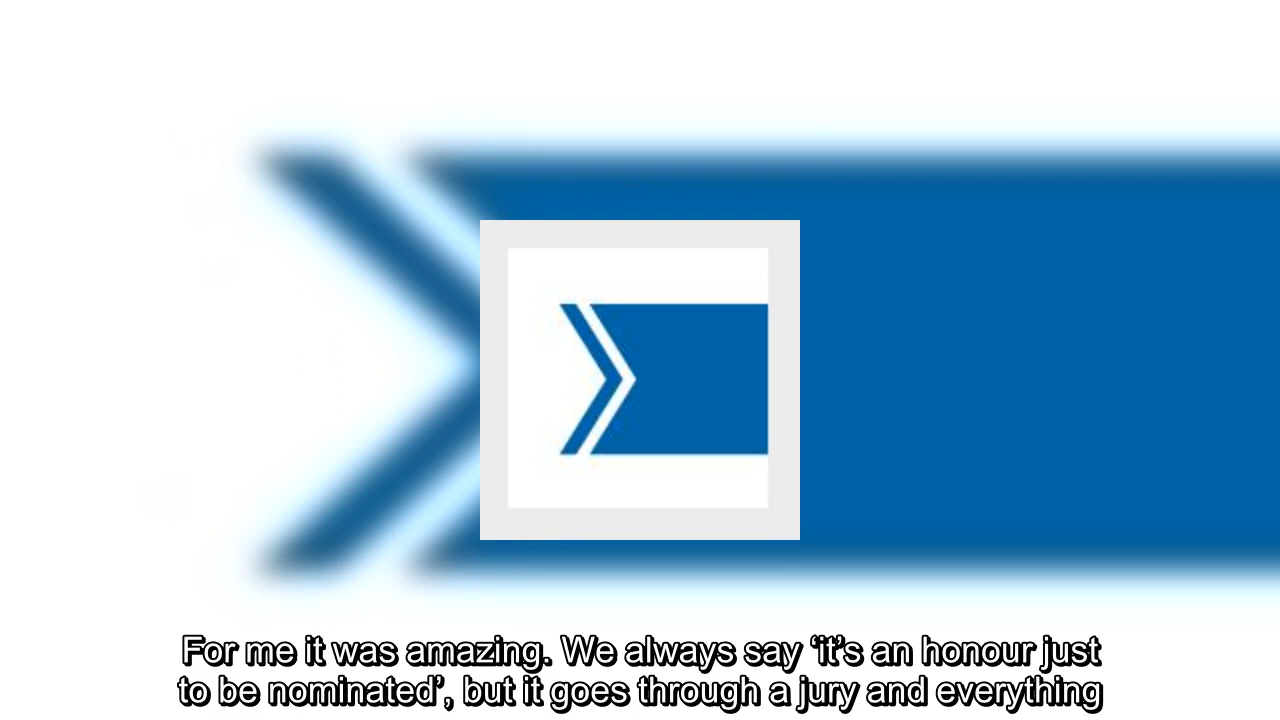 For me it was amazing. We always say ‘it’s an honour just
to be nominated’, but it goes through a jury and everything